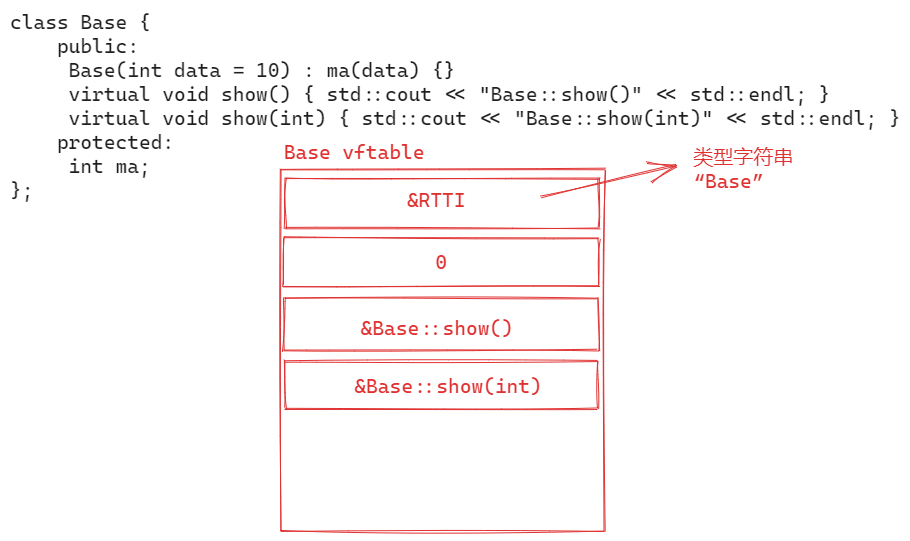 class Base {
    public:
     Base(int data = 10) : ma(data) {}
     virtual void show() { std::cout << "Base::show()" << std::endl; }
     virtual void show(int) { std::cout << "Base::show(int)" << std::endl; }
    protected:
     int ma;
};
Base vftable
&RTTI
类型字符串
“Base”
0
&Base::show()
&Base::show(int)